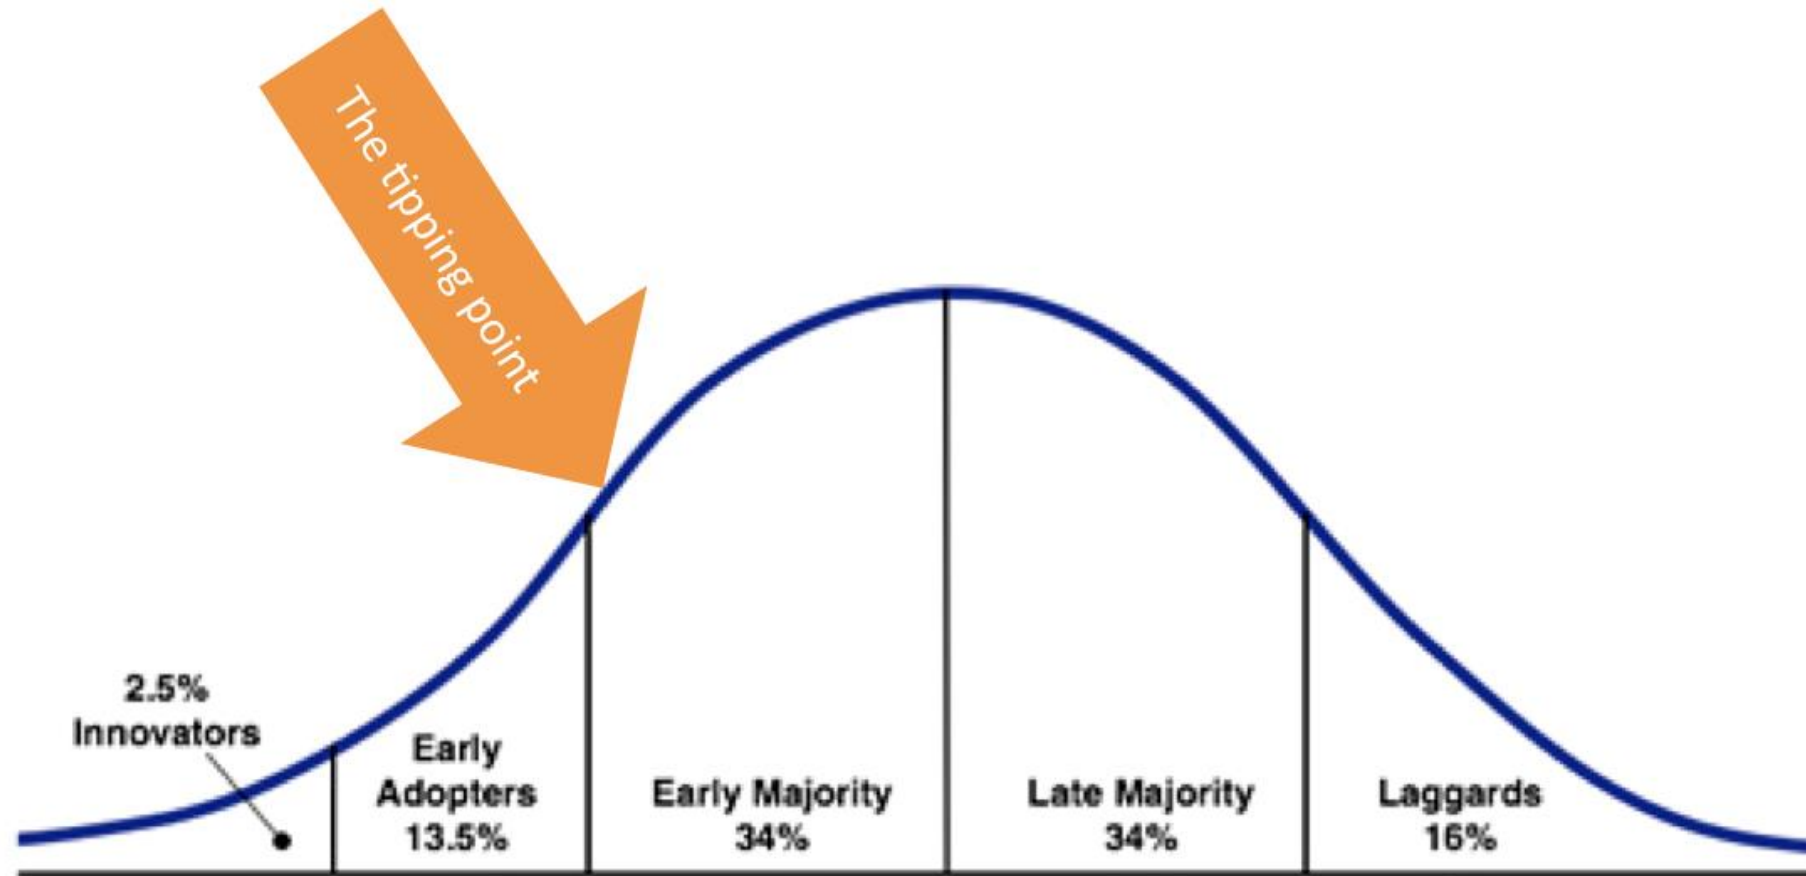 The tipping point
2.5%
Innovators
Early
Adopters
13.5%
Early Majority
34%
Late Majority
34%
Laggards
16%